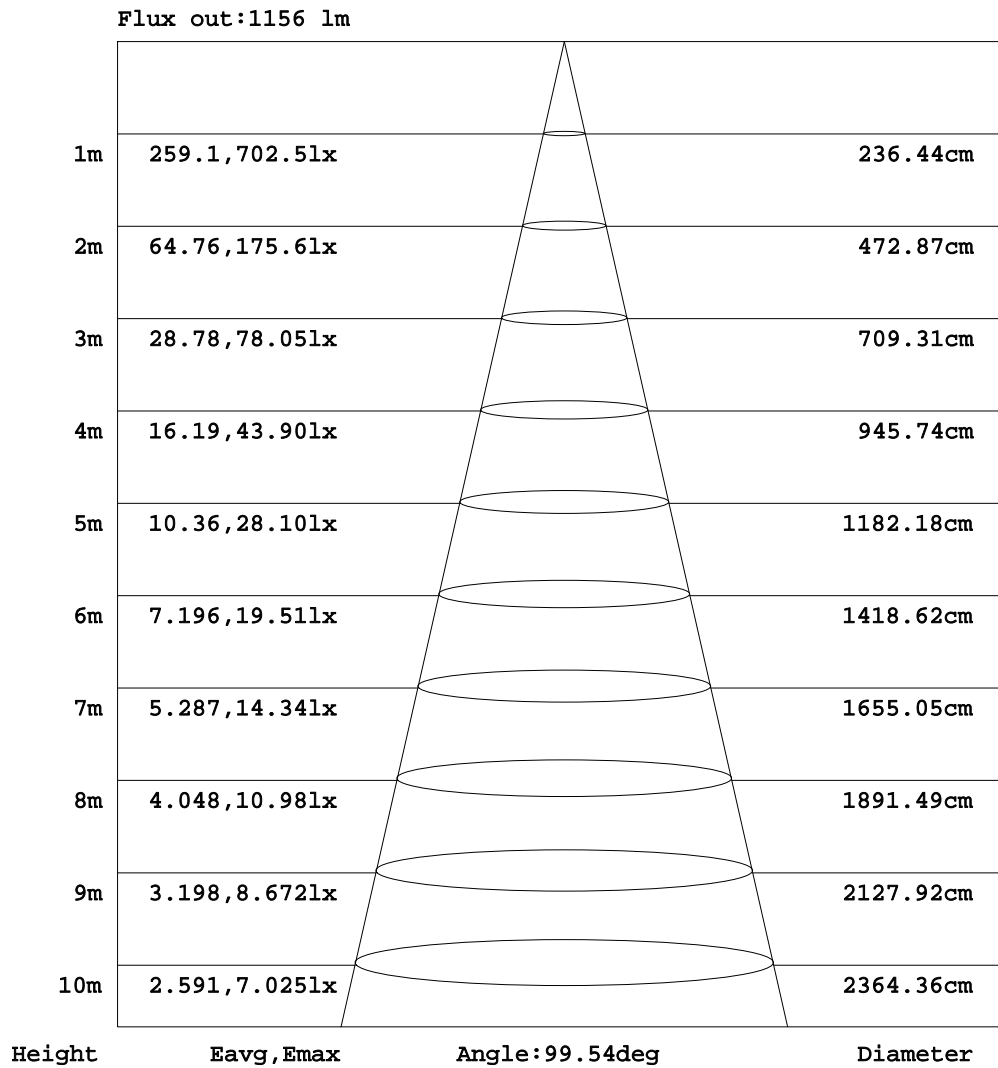 Flux out:1156 lm
1m 259.1,702.5lx 236.44cm
2m 64.76,175.6lx 472.87cm
3m 28.78,78.05lx 709.31cm
4m 16.19,43.90lx 945.74cm
5m 10.36,28.10lx 1182.18cm
6m 7.196,19.51lx 1418.62cm
7m 5.287,14.34lx 1655.05cm
8m 4.048,10.98lx 1891.49cm
9m 3.198,8.672lx 2127.92cm
10m 2.591,7.025lx 2364.36cm
Height Eavg,Emax Angle:99.54deg Diameter